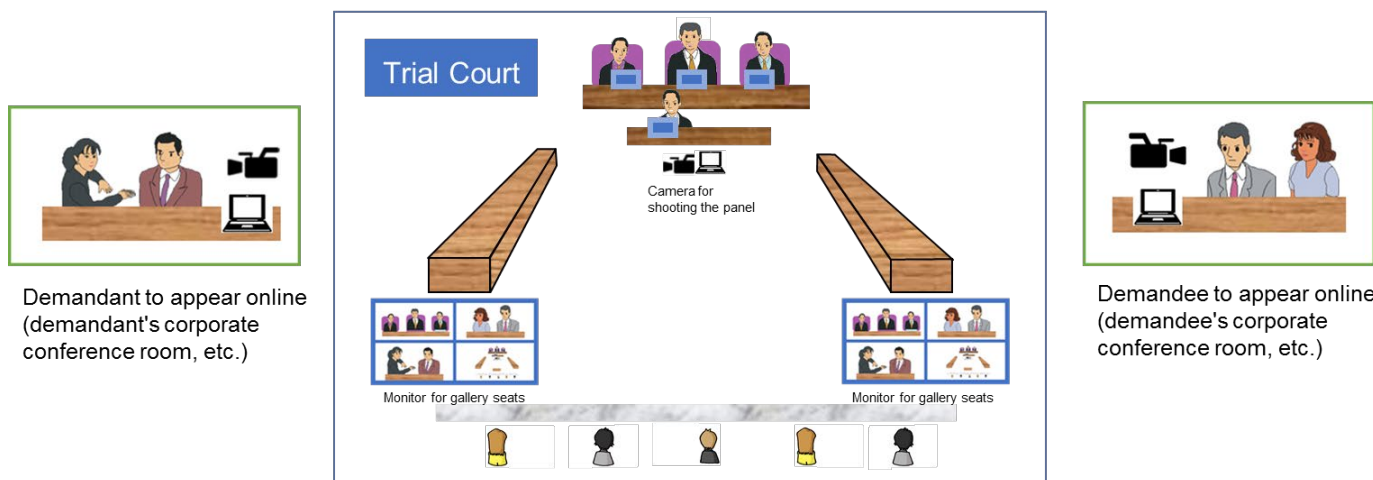 Trial Court
Camera for
shooting the panel
Demandant to appear online
(demandant's corporate
conference room, etc.)
Demandee to appear online
(demandee's corporate
conference room, etc.)
Monitor for gallery seats
Monitor for gallery seats